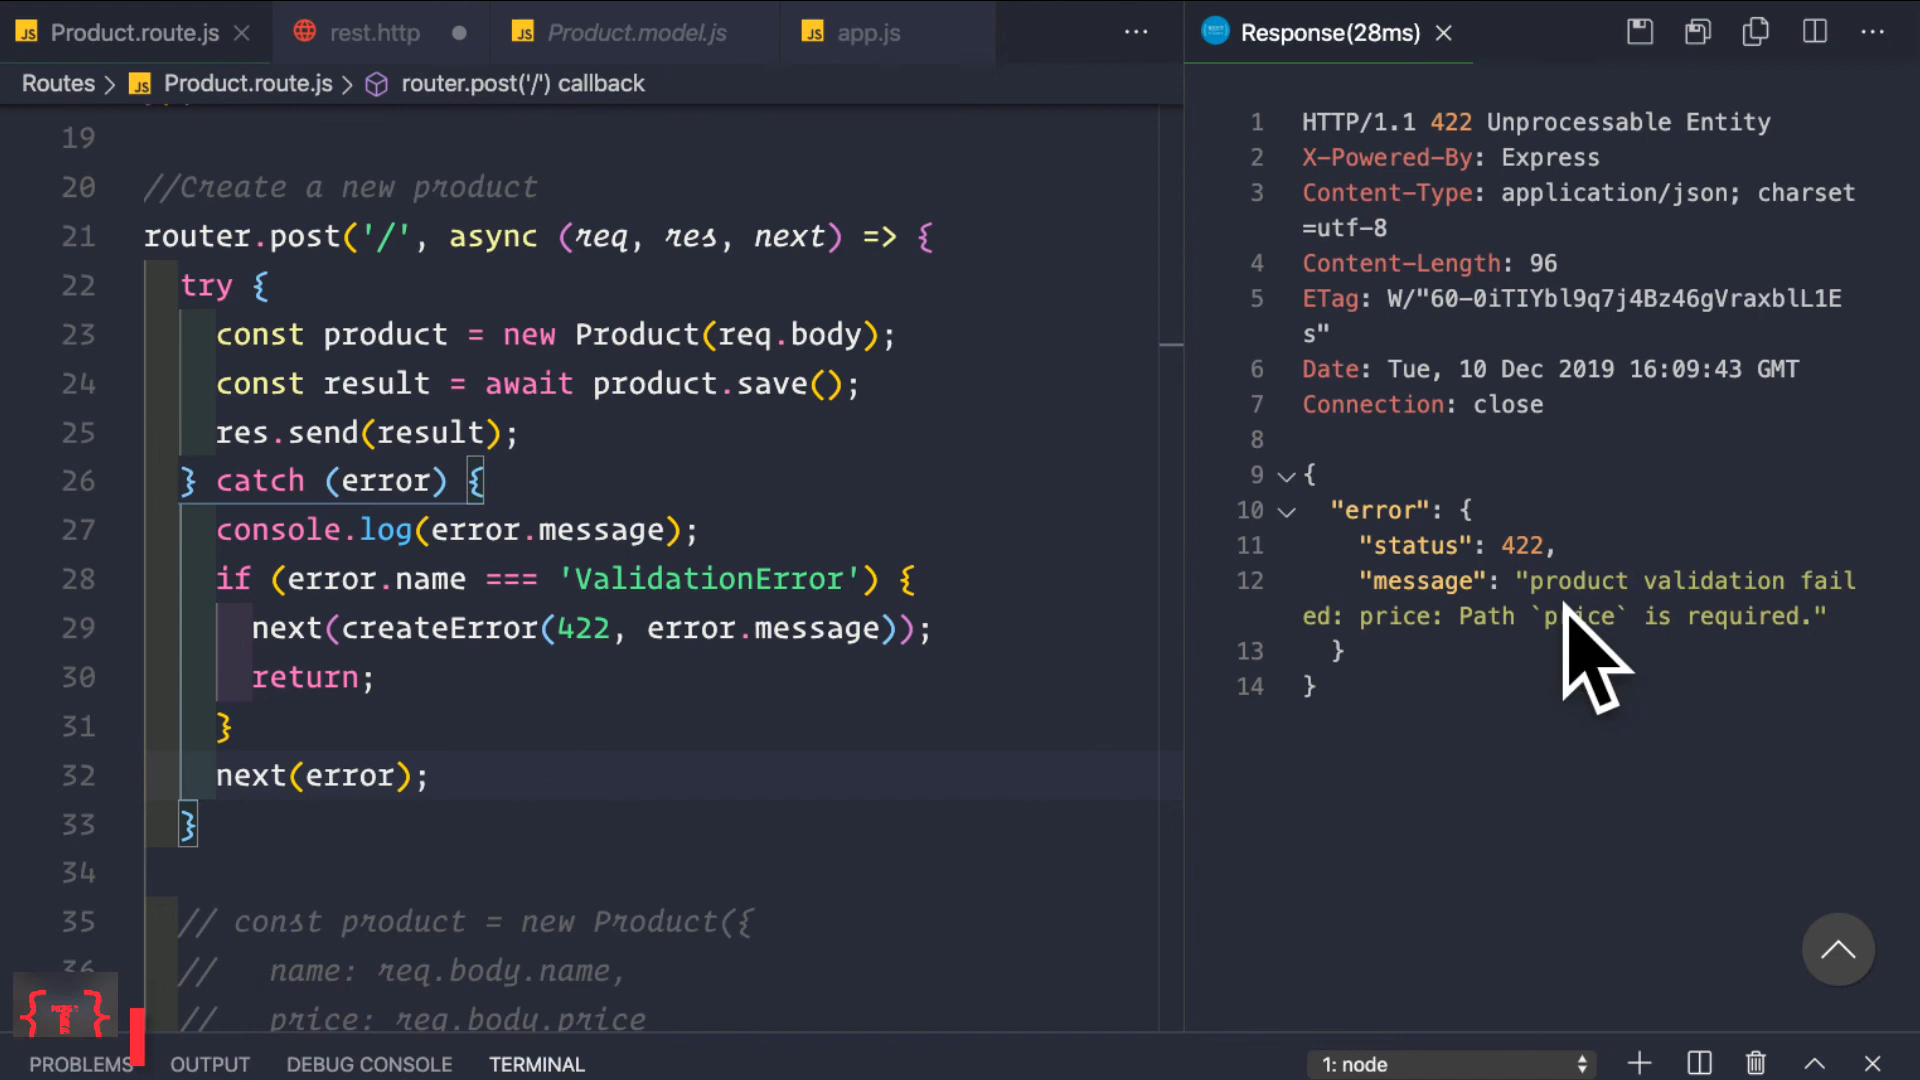 Product.route.js
rest.http
Product.model.js
app.js
Routes > Product.route.js > router.post('/') callback
19
20 //Create a new product
21 router.post('/', async (req, res, next) => {
22 try {
23 const product = new Product(req.body);
24 const result = await product.save();
25 res.send(result);
26 } catch (error) {
27 console.log(error.message);
28 if (error.name === 'ValidationError') {
29 next(createError(422, error.message));
30 return;
31 }
32 next(error);
33 }
34
35 // const product = new Product({
36 // name: req.body.name,
// price: req.body.price
{T}
PROBLEMS OUTPUT DEBUG CONSOLE TERMINAL
Response(28ms)
1 HTTP/1.1 422 Unprocessable Entity
2 X-Powered-By: Express
3 Content-Type: application/json; charset
=utf-8
4 Content-Length: 96
5 ETag: W/"60-0iTIYbl9q7j4Bz46gVraxblL1E
s"
6 Date: Tue, 10 Dec 2019 16:09:43 GMT
7 Connection: close
8
9 {
10 "error": {
11 "status": 422,
12 "message": "product validation fail
ed: price: Path `price` is required."
13 }
14 }
1: node